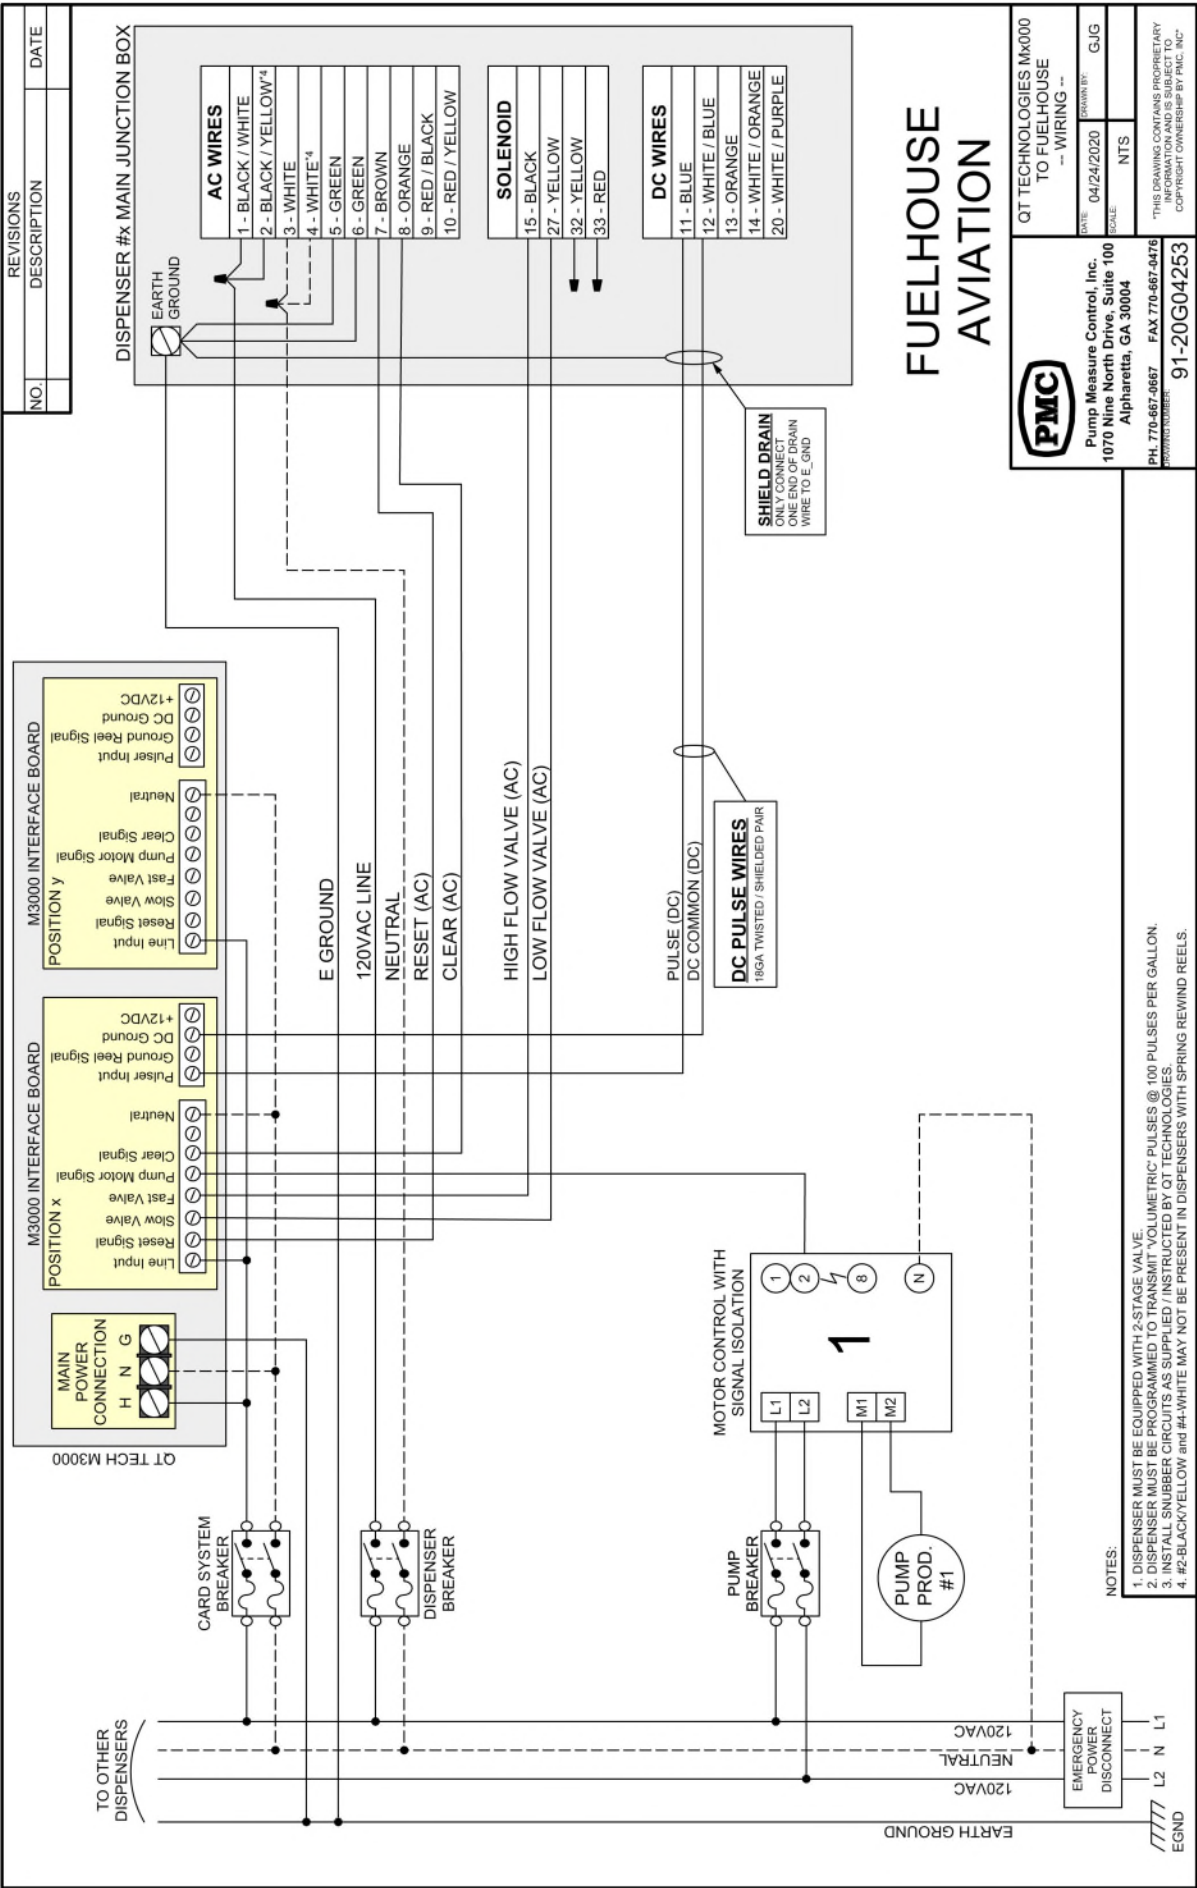 REVISIONS
NO.
DESCRIPTION
DATE
DISPENSER #x MAIN JUNCTION BOX
EARTH
GROUND
AC WIRES
1 - BLACK / WHITE
2 - BLACK / YELLOW*4
3 - WHITE
4 - WHITE*4
5 - GREEN
6 - GREEN
7 - BROWN
8 - ORANGE
9 - RED / BLACK
10 - RED / YELLOW
SOLENOID
15 - BLACK
27 - YELLOW
32 - YELLOW
33 - RED
DC WIRES
11 - BLUE
12 - WHITE / BLUE
13 - ORANGE
14 - WHITE / ORANGE
20 - WHITE / PURPLE
SHIELD DRAIN
ONLY CONNECT
ONE END OF DRAIN
WIRE TO E_GND
FUELHOUSE
AVIATION
M3000 INTERFACE BOARD
POSITION y
Line Input
Reset Signal
Slow Valve
Fast Valve
Pump Motor Signal
Clear Signal
Neutral
Pulser Input
Ground Reel Signal
DC Ground
+12VDC
M3000 INTERFACE BOARD
POSITION x
Line Input
Reset Signal
Slow Valve
Fast Valve
Pump Motor Signal
Clear Signal
Neutral
Pulser Input
Ground Reel Signal
DC Ground
+12VDC
MAIN
POWER
CONNECTION
H N G
QT TECH M3000
E GROUND
120VAC LINE
NEUTRAL
RESET (AC)
CLEAR (AC)
HIGH FLOW VALVE (AC)
LOW FLOW VALVE (AC)
PULSE (DC)
DC COMMON (DC)
DC PULSE WIRES
18GA TWISTED / SHIELDED PAIR
CARD SYSTEM
BREAKER
DISPENSER
BREAKER
PUMP
BREAKER
MOTOR CONTROL WITH
SIGNAL ISOLATION
L1
L2
M1
M2
1
1
2
8
N
PUMP
PROD.
#1
TO OTHER
DISPENSERS
120VAC
NEUTRAL
120VAC
EARTH GROUND
EMERGENCY
POWER
DISCONNECT
L1
N
L2
EGND
NOTES:
1. DISPENSER MUST BE EQUIPPED WITH 2-STAGE VALVE.
2. DISPENSER MUST BE PROGRAMMED TO TRANSMIT "VOLUMETRIC" PULSES @ 100 PULSES PER GALLON.
3. INSTALL SNUBBER CIRCUITS AS SUPPLIED / INSTRUCTED BY QT TECHNOLOGIES.
4. #2-BLACK/YELLOW and #4-WHITE MAY NOT BE PRESENT IN DISPENSERS WITH SPRING REWIND REELS.
PMC
Pump Measure Control, Inc.
1070 Nine North Drive, Suite 100
Alpharetta, GA 30004
PH. 770-667-0667 FAX 770-667-0476
DRAWING NUMBER:
91-20G04253
QT TECHNOLOGIES Mx000
TO FUELHOUSE
-- WIRING --
DATE: 04/24/2020
DRAWN BY: GJG
SCALE: NTS
"THIS DRAWING CONTAINS PROPRIETARY
INFORMATION AND IS SUBJECT TO
COPYRIGHT OWNERSHIP BY PMC, INC"